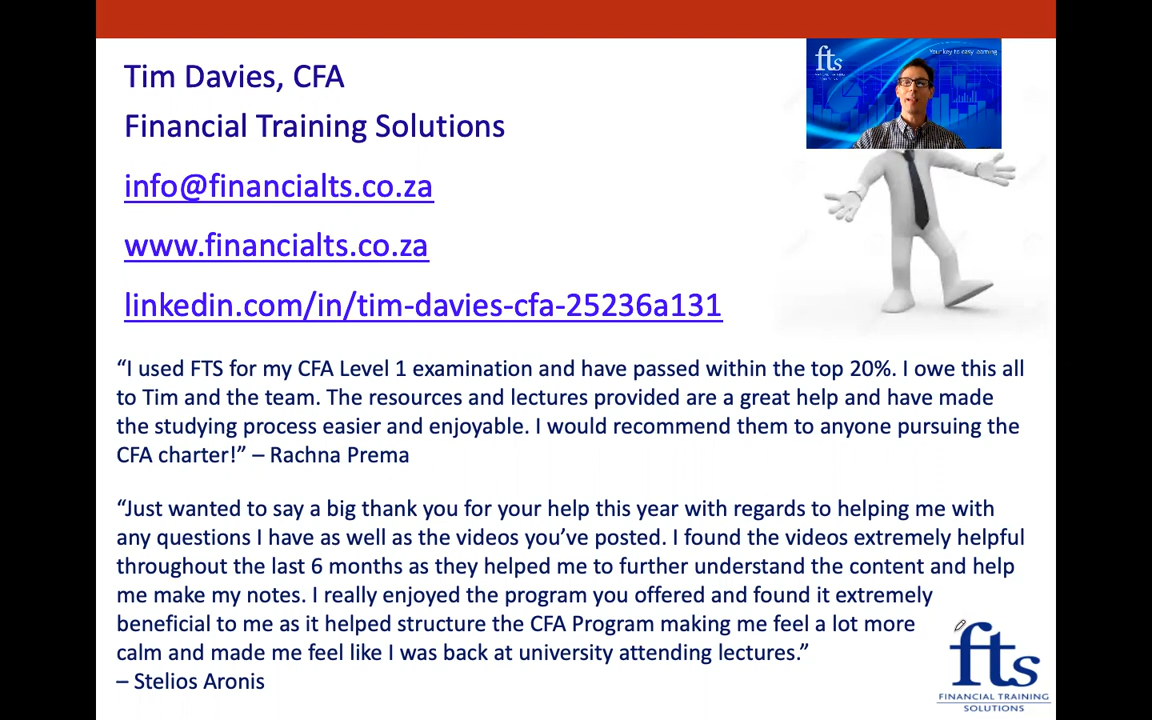 Tim Davies, CFA
Financial Training Solutions
info@financialts.co.za
www.financialts.co.za
linkedin.com/in/tim-davies-cfa-25236a131
fts
Your key to easy learning
“I used FTS for my CFA Level 1 examination and have passed within the top 20%. I owe this all
to Tim and the team. The resources and lectures provided are a great help and have made
the studying process easier and enjoyable. I would recommend them to anyone pursuing the
CFA charter!” – Rachna Prema
“Just wanted to say a big thank you for your help this year with regards to helping me with
any questions I have as well as the videos you’ve posted. I found the videos extremely helpful
throughout the last 6 months as they helped me to further understand the content and help
me make my notes. I really enjoyed the program you offered and found it extremely
beneficial to me as it helped structure the CFA Program making me feel a lot more
calm and made me feel like I was back at university attending lectures.”
– Stelios Aronis
fts
FINANCIAL TRAINING
SOLUTIONS